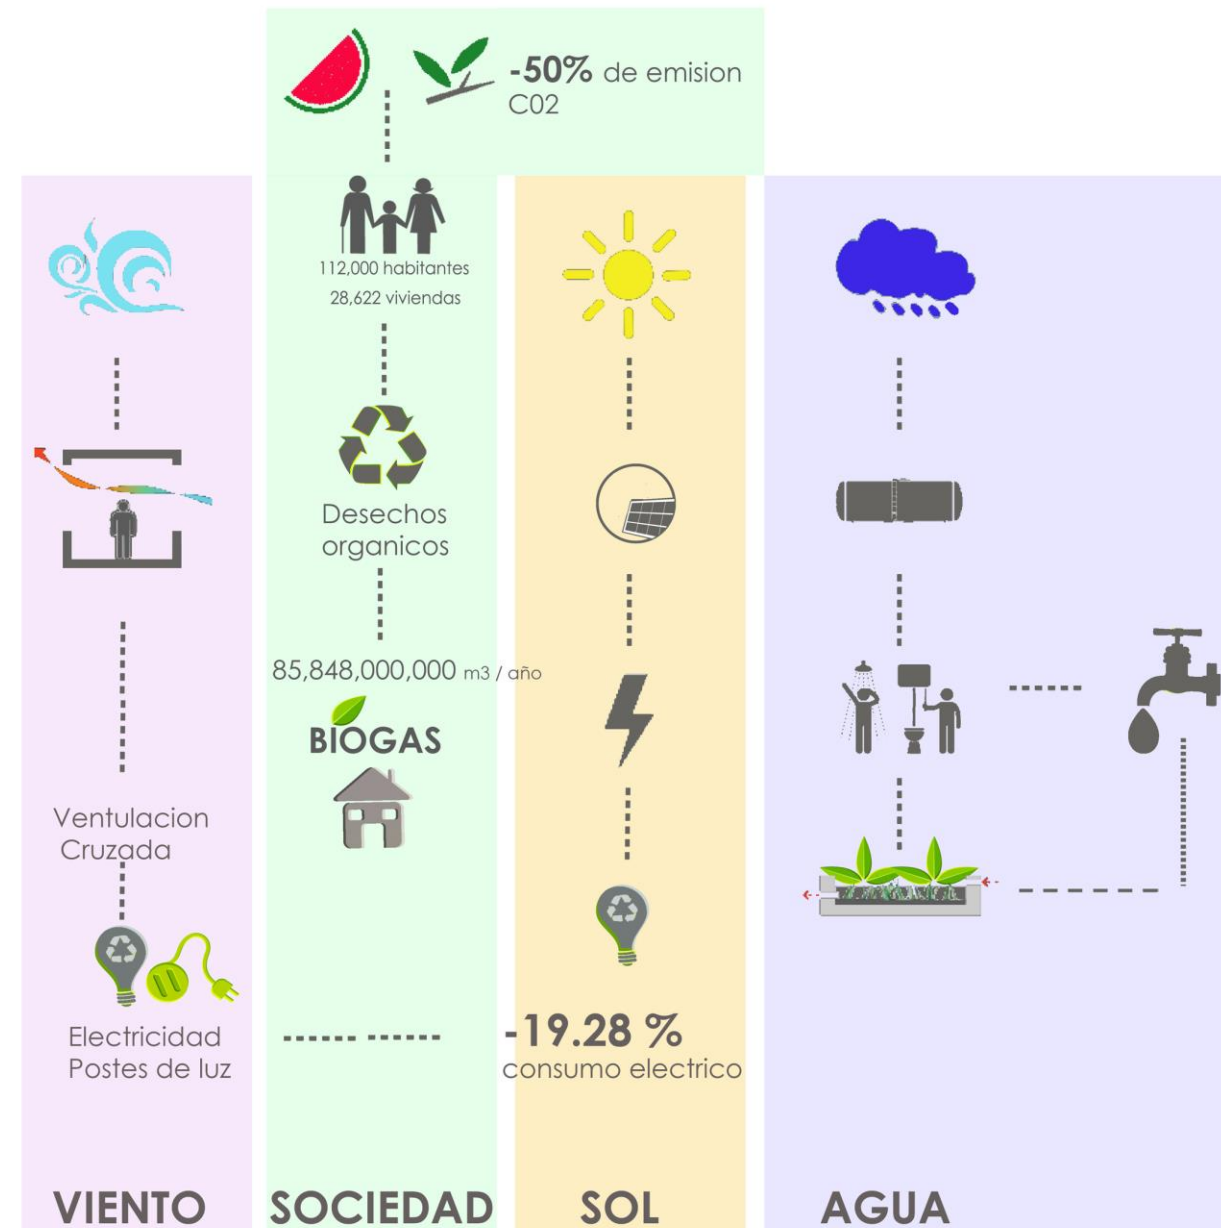 -50% de emision
C02
112,000 habitantes
28,622 viviendas
Desechos
organicos
85,848,000,000 m3 / año
BIOGAS
Ventulacion
Cruzada
Electricidad
Postes de luz
-19.28 %
consumo electrico
VIENTO
SOCIEDAD
SOL
AGUA